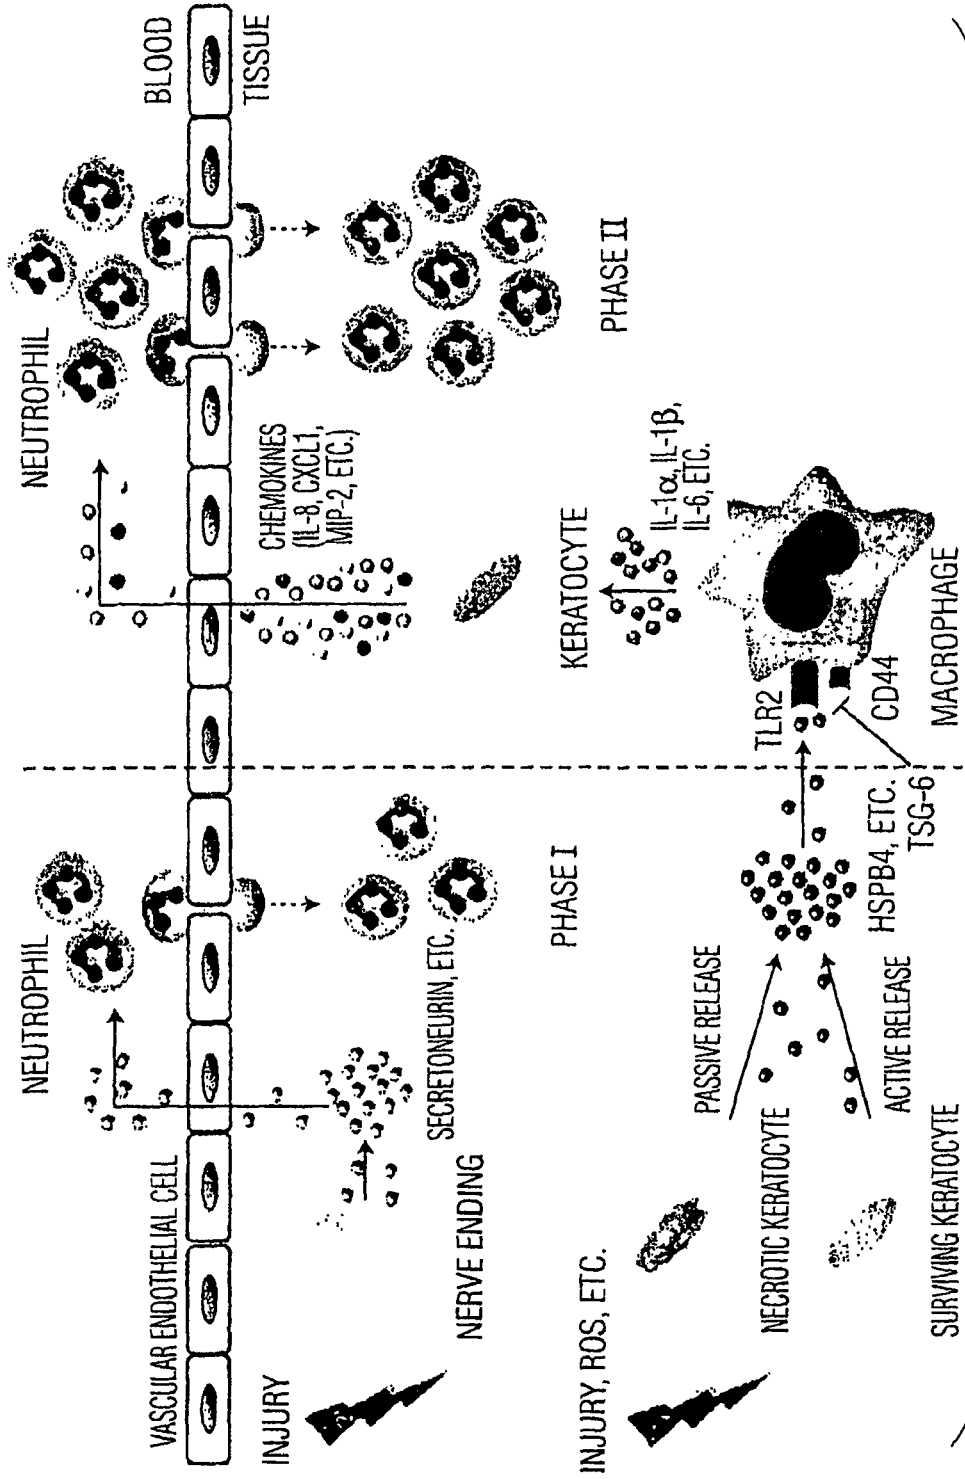 NEUTROPHIL
NEUTROPHIL
BLOOD
VASCULAR ENDOTHELIAL CELL
TISSUE
INJURY
CHEMOKINES
(IL-8, CXCL1,
MIP-2, ETC.)
SECRETONEURIN, ETC.
NERVE ENDING
PHASE I
PHASE II
KERATOCYTE
INJURY, ROS, ETC.
IL-1α, IL-1β,
IL-6, ETC.
PASSIVE RELEASE
TLR2
NECROTIC KERATOCYTE
HSPB4, ETC.
CD44
ACTIVE RELEASE
TSG-6
SURVIVING KERATOCYTE
MACROPHAGE